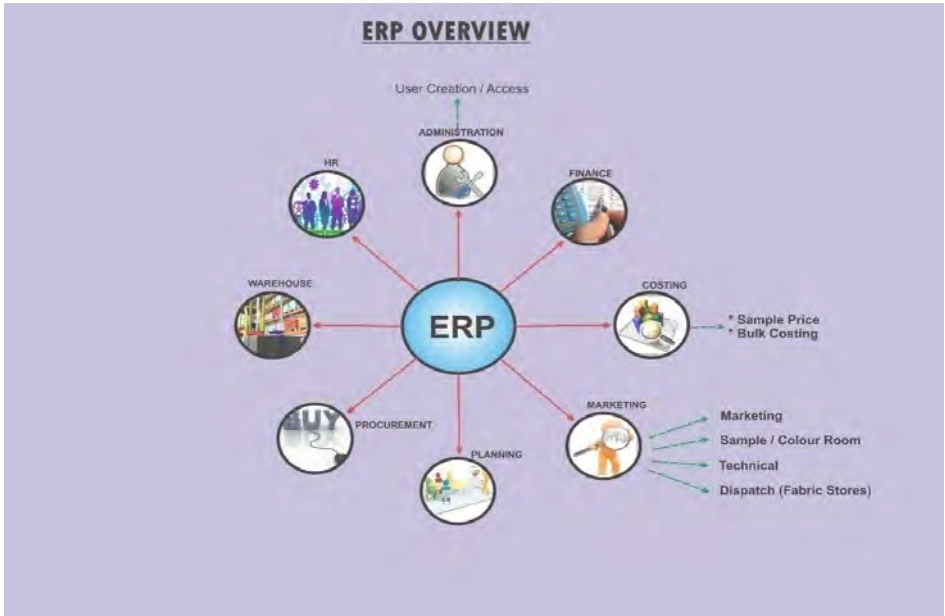 ERP OVERVIEW
User Creation / Access
ADMINISTRATION
HR
FINANCE
WAREHOUSE
COSTING
ERP
* Sample Price
* Bulk Costing
MARKETING
Marketing
BUY
PROCUREMENT
Sample / Colour Room
PLANNING
Technical
Dispatch (Fabric Stores)